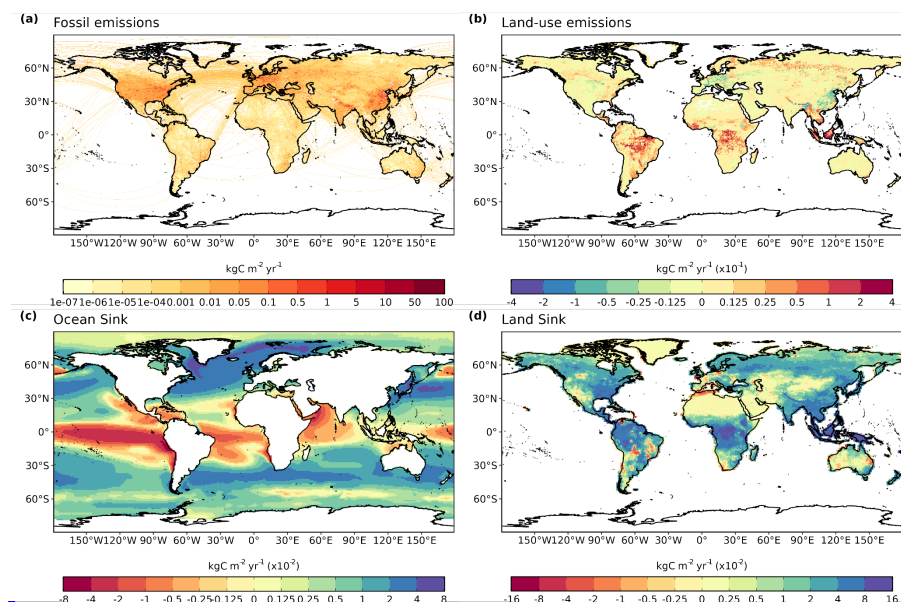 (a) Fossil emissions
60°N
30°N
0°
30°S
60°S
150°W120°W 90°W 60°W 30°W 0° 30°E 60°E 90°E 120°E 150°E
kgC m-2 yr-1
1e-071e-061e-051e-040.001 0.01 0.05 0.1 0.5 1 5 10 50 100
(b) Land-use emissions
60°N
30°N
0°
30°S
60°S
150°W120°W 90°W 60°W 30°W 0° 30°E 60°E 90°E 120°E 150°E
kgC m-2 yr-1 (x10-1)
-4 -2 -1 -0.5 -0.25-0.125 0 0.125 0.25 0.5 1 2 4
(c) Ocean Sink
60°N
30°N
0°
30°S
60°S
150°W120°W 90°W 60°W 30°W 0° 30°E 60°E 90°E 120°E 150°E
kgC m-2 yr-1 (x10-2)
-8 -4 -2 -1 -0.5-0.25-0.125 0 0.1250.25 0.5 1 2 4 8
(d) Land Sink
60°N
30°N
0°
30°S
60°S
150°W120°W 90°W 60°W 30°W 0° 30°E 60°E 90°E 120°E 150°E
kgC m-2 yr-1 (x10-2)
-16 -8 -4 -2 -1 -0.5 -0.25 0 0.25 0.5 1 2 4 8 16